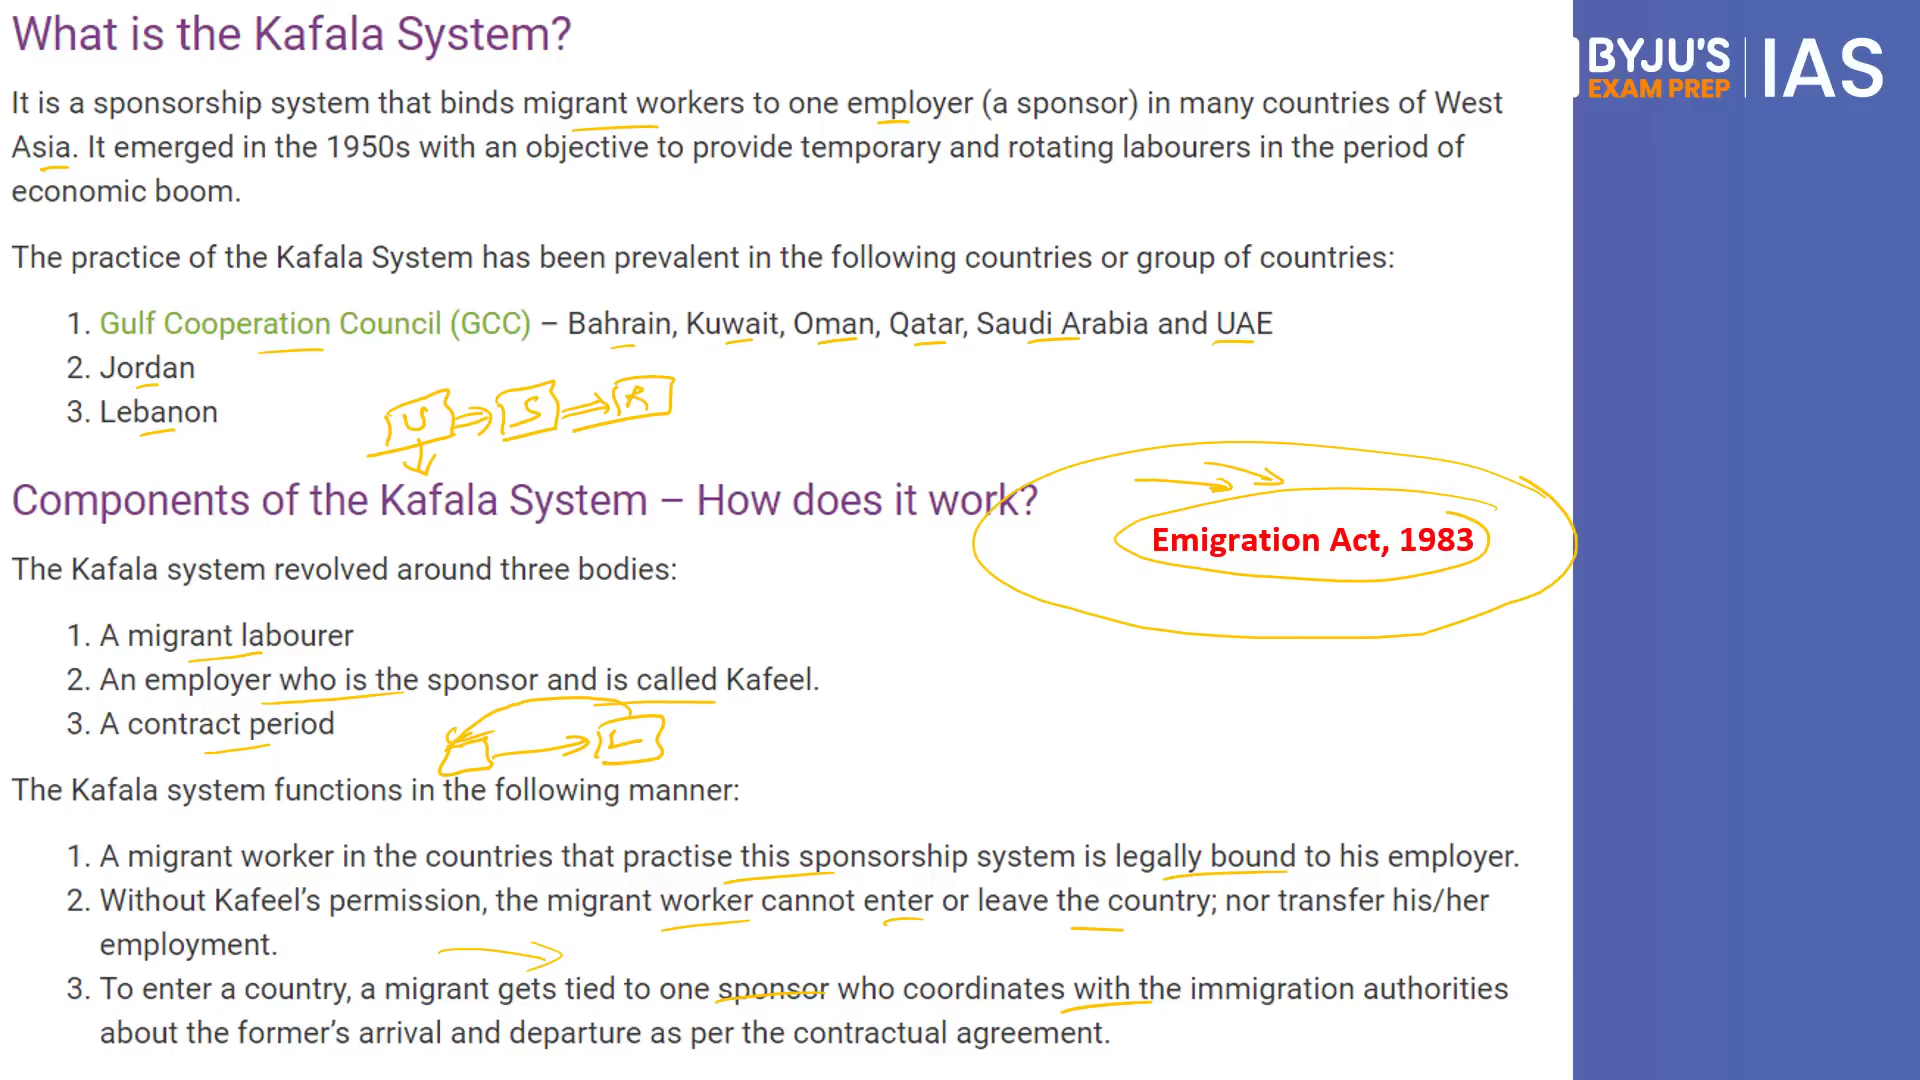 What is the Kafala System?
It is a sponsorship system that binds migrant workers to one employer (a sponsor) in many countries of West
Asia. It emerged in the 1950s with an objective to provide temporary and rotating labourers in the period of
economic boom.
The practice of the Kafala System has been prevalent in the following countries or group of countries:
1. Gulf Cooperation Council (GCC) – Bahrain, Kuwait, Oman, Qatar, Saudi Arabia and UAE
2. Jordan
3. Lebanon
U S R
Components of the Kafala System – How does it work?
Emigration Act, 1983
The Kafala system revolved around three bodies:
1. A migrant labourer
2. An employer who is the sponsor and is called Kafeel.
3. A contract period
L
The Kafala system functions in the following manner:
1. A migrant worker in the countries that practise this sponsorship system is legally bound to his employer.
2. Without Kafeel's permission, the migrant worker cannot enter or leave the country; nor transfer his/her
employment.
3. To enter a country, a migrant gets tied to one sponsor who coordinates with the immigration authorities
about the former's arrival and departure as per the contractual agreement.
BYJU'S
EXAM PREP
IAS